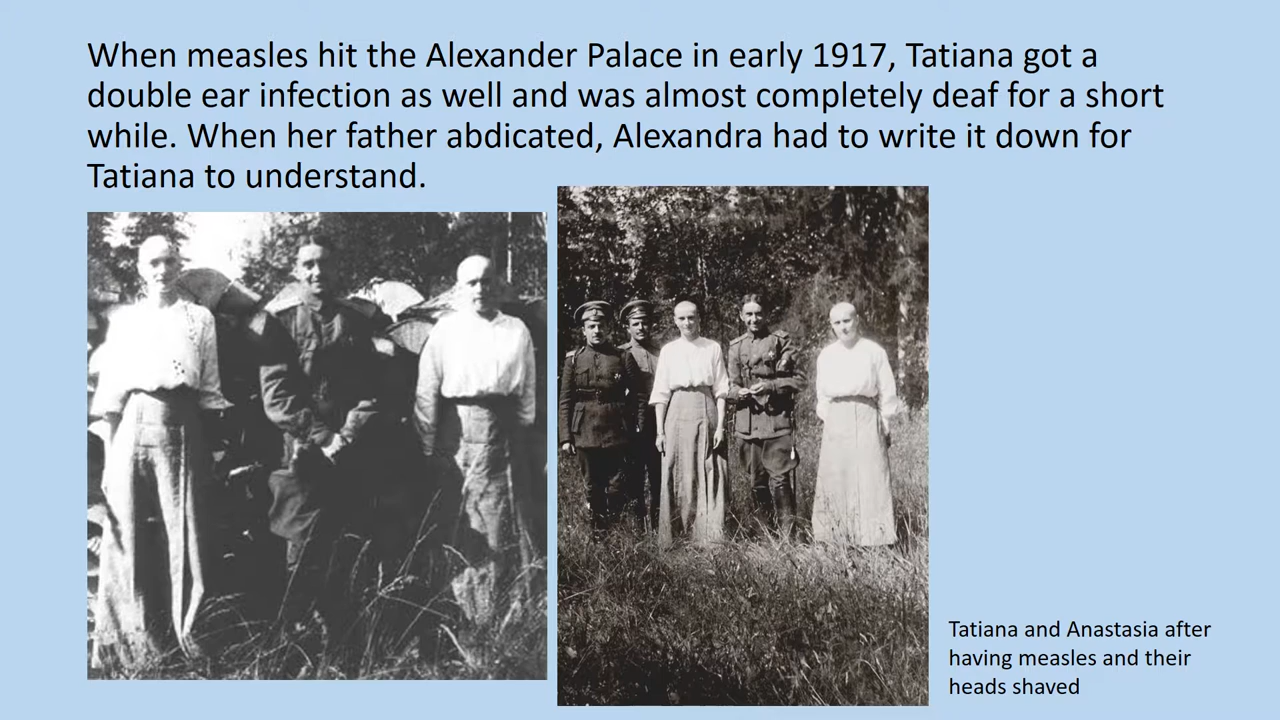 When measles hit the Alexander Palace in early 1917, Tatiana got a
double ear infection as well and was almost completely deaf for a short
while. When her father abdicated, Alexandra had to write it down for
Tatiana to understand.
Tatiana and Anastasia after
having measles and their
heads shaved